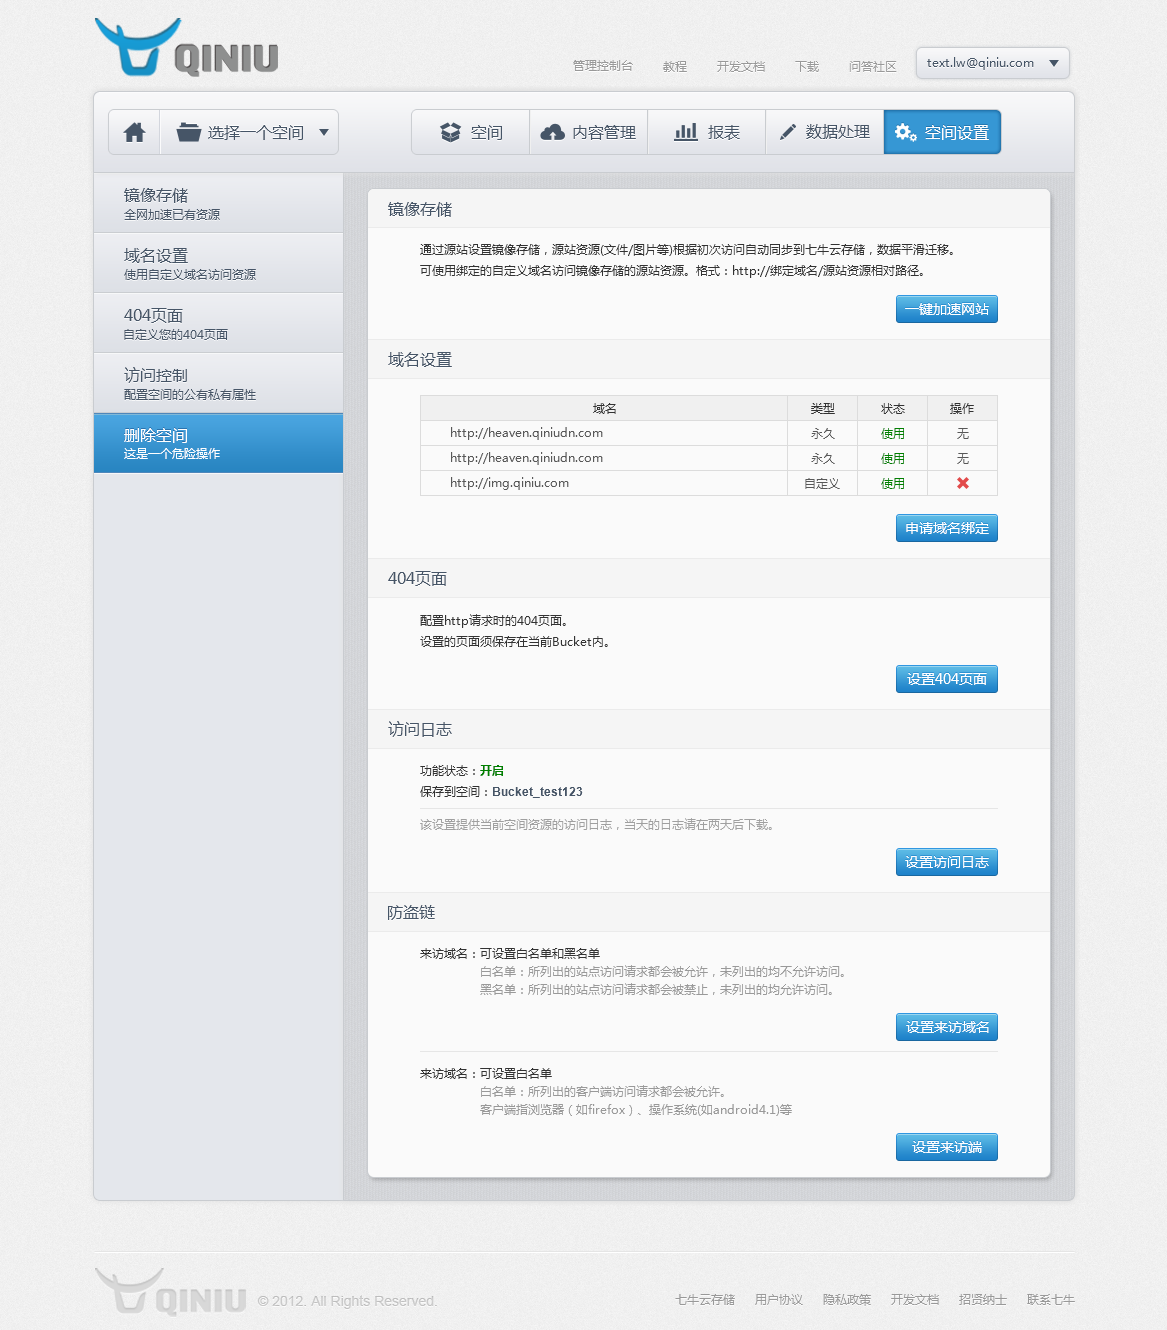 QINIU
管理控制台
教程
开发文档
下载
问答社区
text.lw@qiniu.com
选择一个空间
空间
内容管理
报表
数据处理
空间设置
镜像存储
全网加速已有资源
域名设置
使用自定义域名访问资源
404页面
自定义您的404页面
访问控制
配置空间的公有私有属性
删除空间
这是一个危险操作
镜像存储
通过源站设置镜像存储，源站资源(文件/图片等)根据初次访问自动同步到七牛云存储，数据平滑迁移。
可使用绑定的自定义域名访问镜像存储的源站资源。格式：http://绑定域名/源站资源相对路径。
一键加速网站
域名设置
域名 类型 状态 操作
http://heaven.qiniudn.com 永久 使用 无
http://heaven.qiniudn.com 永久 使用 无
http://img.qiniu.com 自定义 使用
申请域名绑定
404页面
配置http请求时的404页面。
设置的页面须保存在当前Bucket内。
设置404页面
访问日志
功能状态：开启
保存到空间：Bucket_test123
该设置提供当前空间资源的访问日志，当天的日志请在两天后下载。
设置访问日志
防盗链
来访域名：可设置白名单和黑名单
白名单：所列出的站点访问请求都会被允许，未列出的均不允许访问。
黑名单：所列出的站点访问请求都会被禁止，未列出的均允许访问。
设置来访域名
来访域名：可设置白名单
白名单：所列出的客户端访问请求都会被允许。
客户端指浏览器（如firefox）、操作系统(如android4.1)等
设置来访端
QINIU
© 2012. All Rights Reserved.
七牛云存储
用户协议
隐私政策
开发文档
招贤纳士
联系七牛